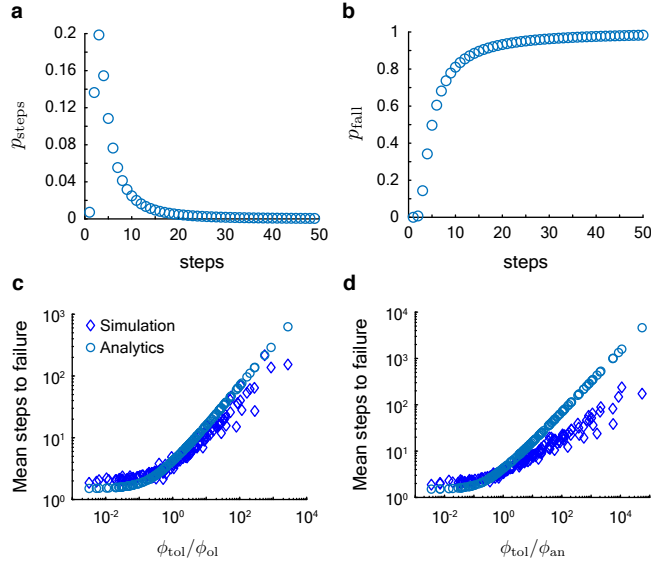 a
b
0.2
0.16
0.12
0.08
0.04
0
p_steps
0 10 20 30 40 50
steps
1
0.8
0.6
0.4
0.2
0
p_fall
0 10 20 30 40 50
steps
c
d
10^3
10^2
10^1
10^0
Mean steps to failure
Simulation
Analytics
10^-2 10^0 10^2 10^4
ϕ_tol/ϕ_ol
10^4
10^3
10^2
10^1
10^0
Mean steps to failure
10^-2 10^0 10^2 10^4
ϕ_tol/ϕ_an